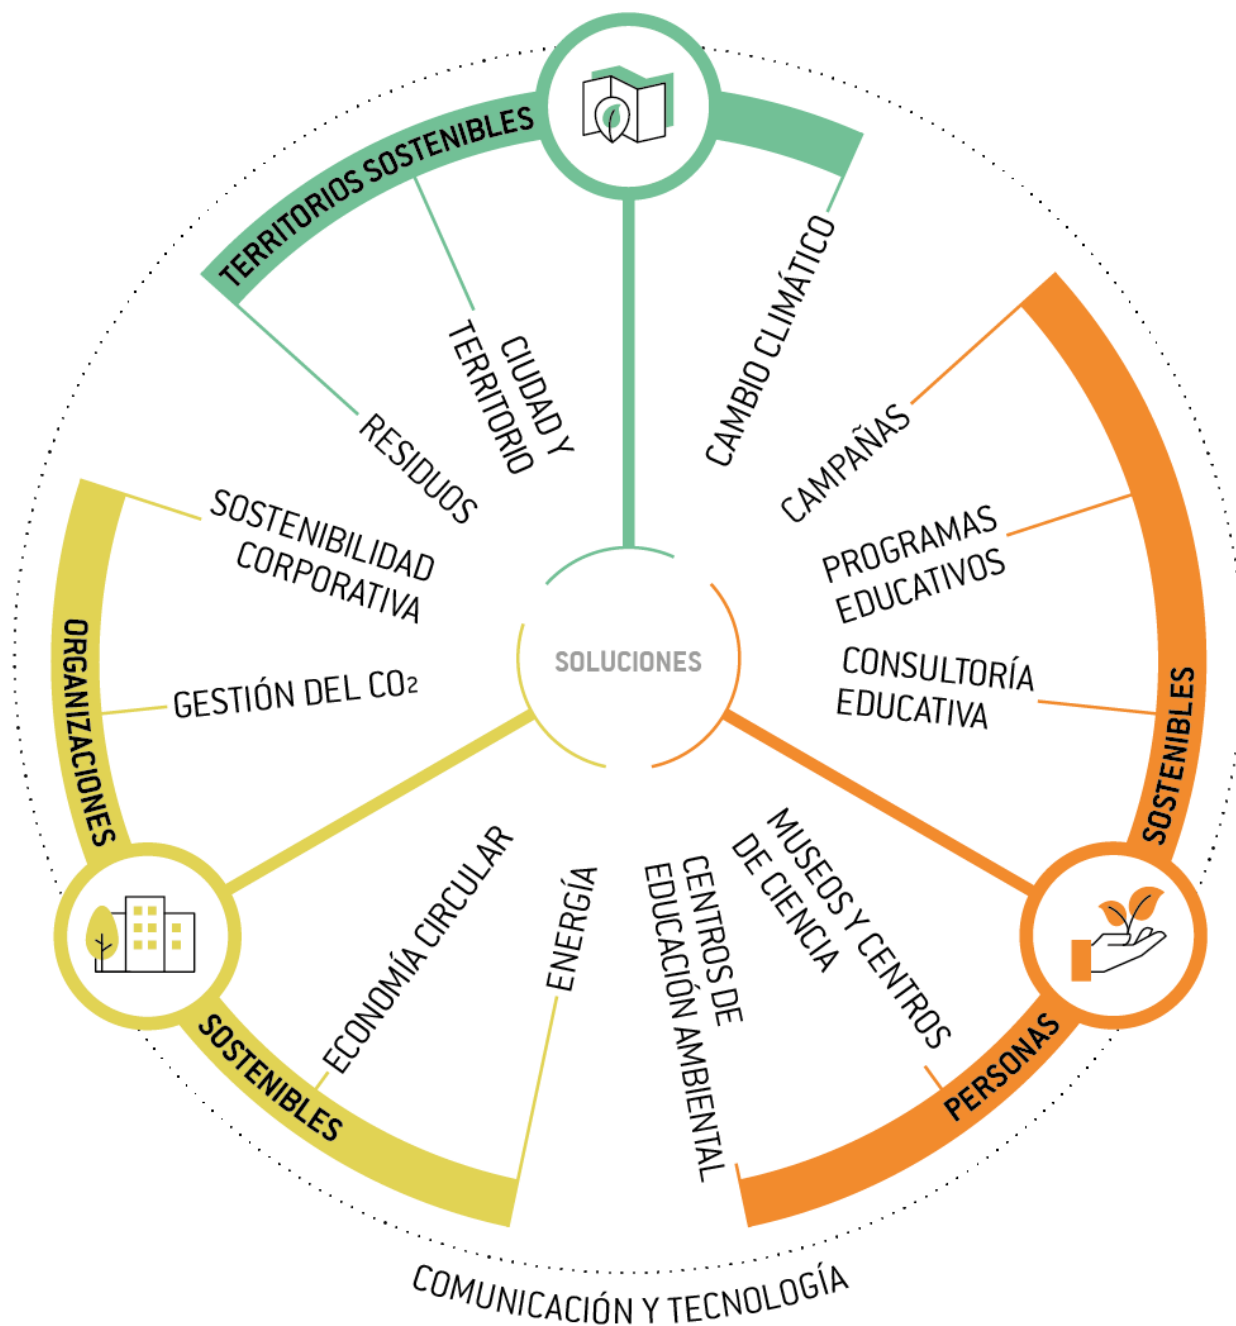 TERRITORIOS SOSTENIBLES
RESIDUOS
CIUDAD Y
TERRITORIO
CAMBIO CLIMÁTICO
CAMPAÑAS
PROGRAMAS
EDUCATIVOS
CONSULTORÍA
EDUCATIVA
MUSEOS Y CENTROS
DE CIENCIA
CENTROS DE
EDUCACIÓN AMBIENTAL
PERSONAS
SOSTENIBLES
SOLUCIONES
ORGANIZACIONES
SOSTENIBLES
SOSTENIBILIDAD
CORPORATIVA
GESTIÓN DEL CO₂
ECONOMÍA CIRCULAR
ENERGÍA
COMUNICACIÓN Y TECNOLOGÍA